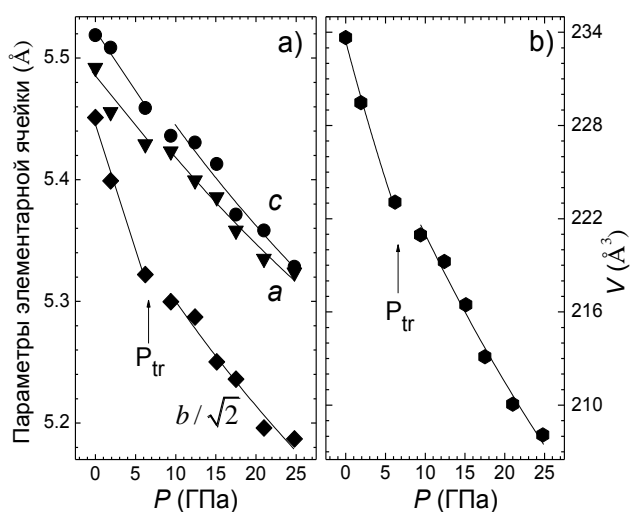 a)
b)
Параметры элементарной ячейки (Å)
5.5
5.4
5.3
5.2
c
a
P_tr
b / √2
0 5 10 15 20 25
P (ГПа)
P_tr
234
228
222
216
210
V (Å³)
0 5 10 15 20 25
P (ГПа)